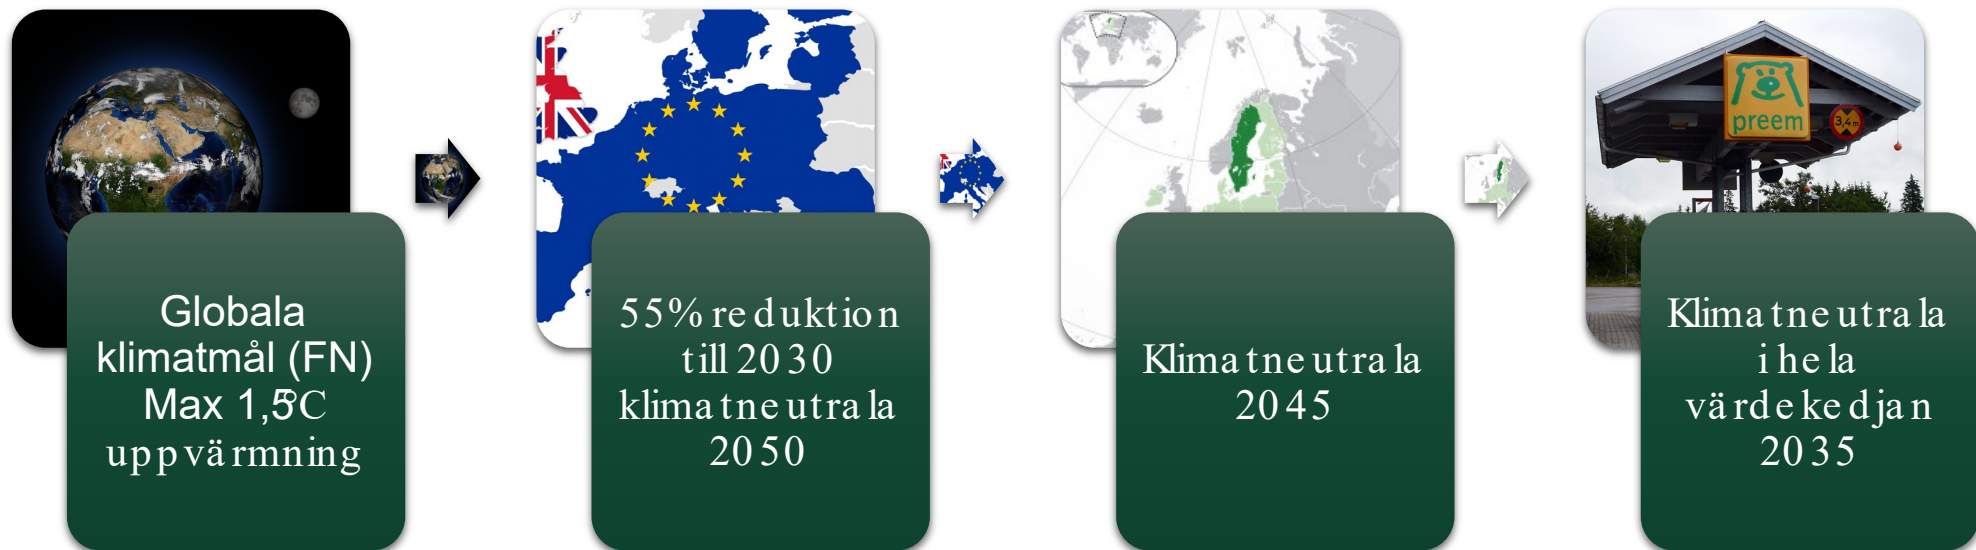 Globala
klimatmål (FN)
Max 1,5°C
uppvärmning
55% reduktion
till 2030
klimatneutrala
2050
Klimatneutrala
2045
preem
3,4 m
Klimatneutrala
i hela
värdekedjan
2035